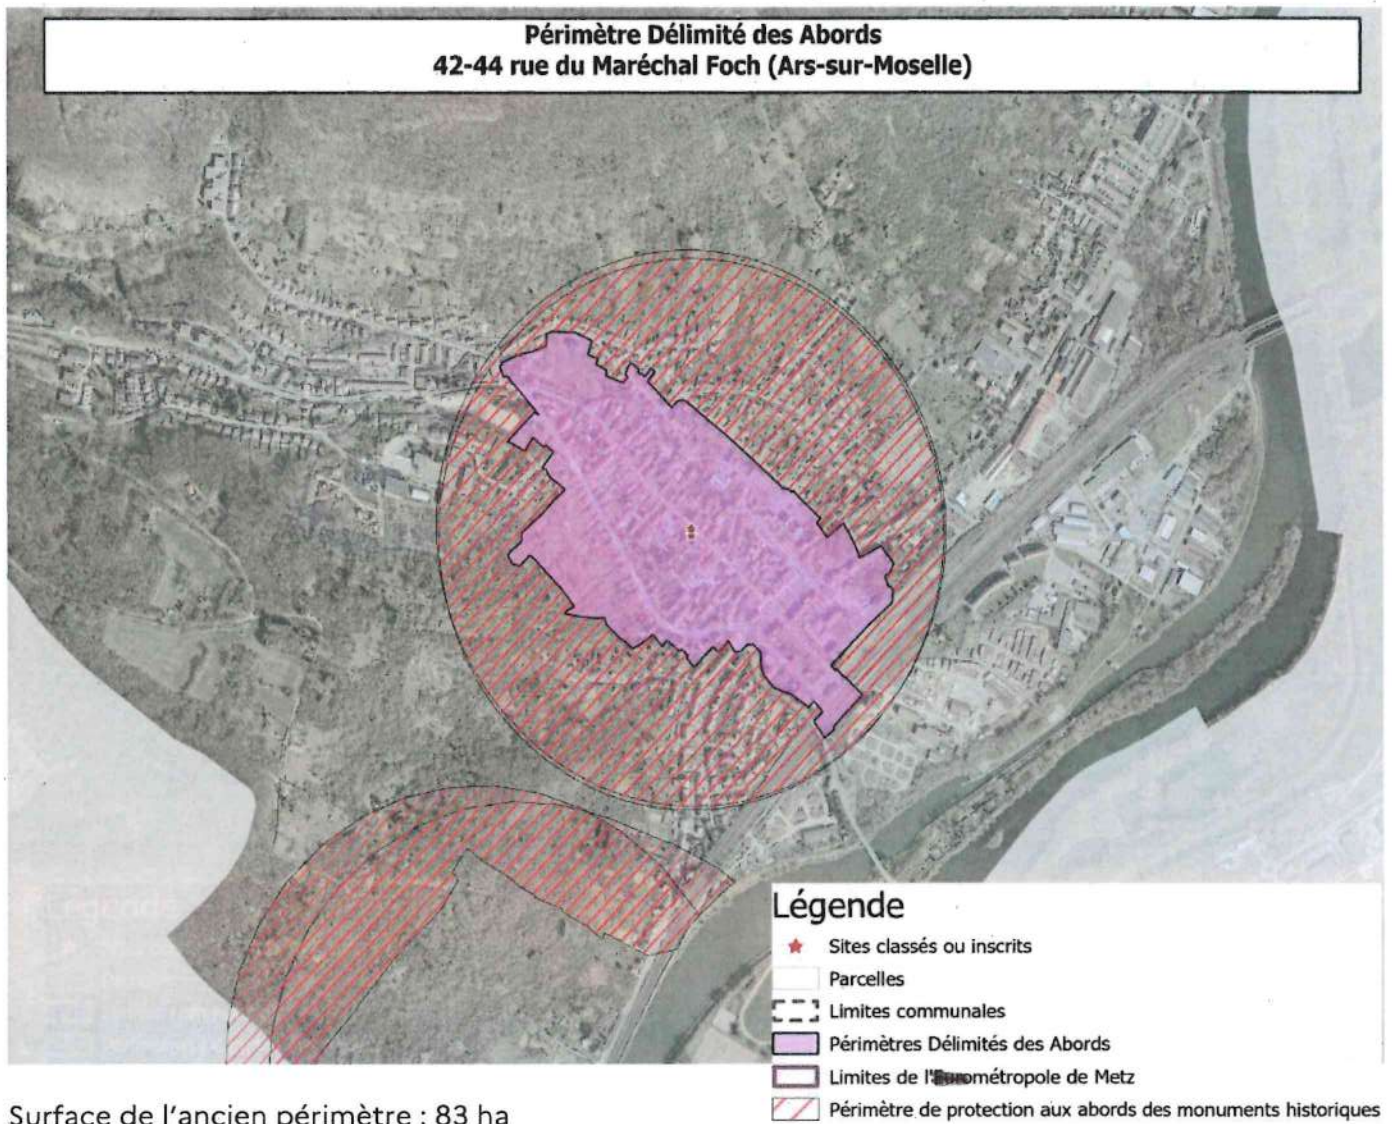 Périmètre Délimité des Abords
42-44 rue du Maréchal Foch (Ars-sur-Moselle)
Légende
Sites classés ou inscrits
Parcelles
Limites communales
Périmètres Délimités des Abords
Limites de l'Eurométropole de Metz
Périmètre de protection aux abords des monuments historiques
Surface de l'ancien périmètre : 83 ha